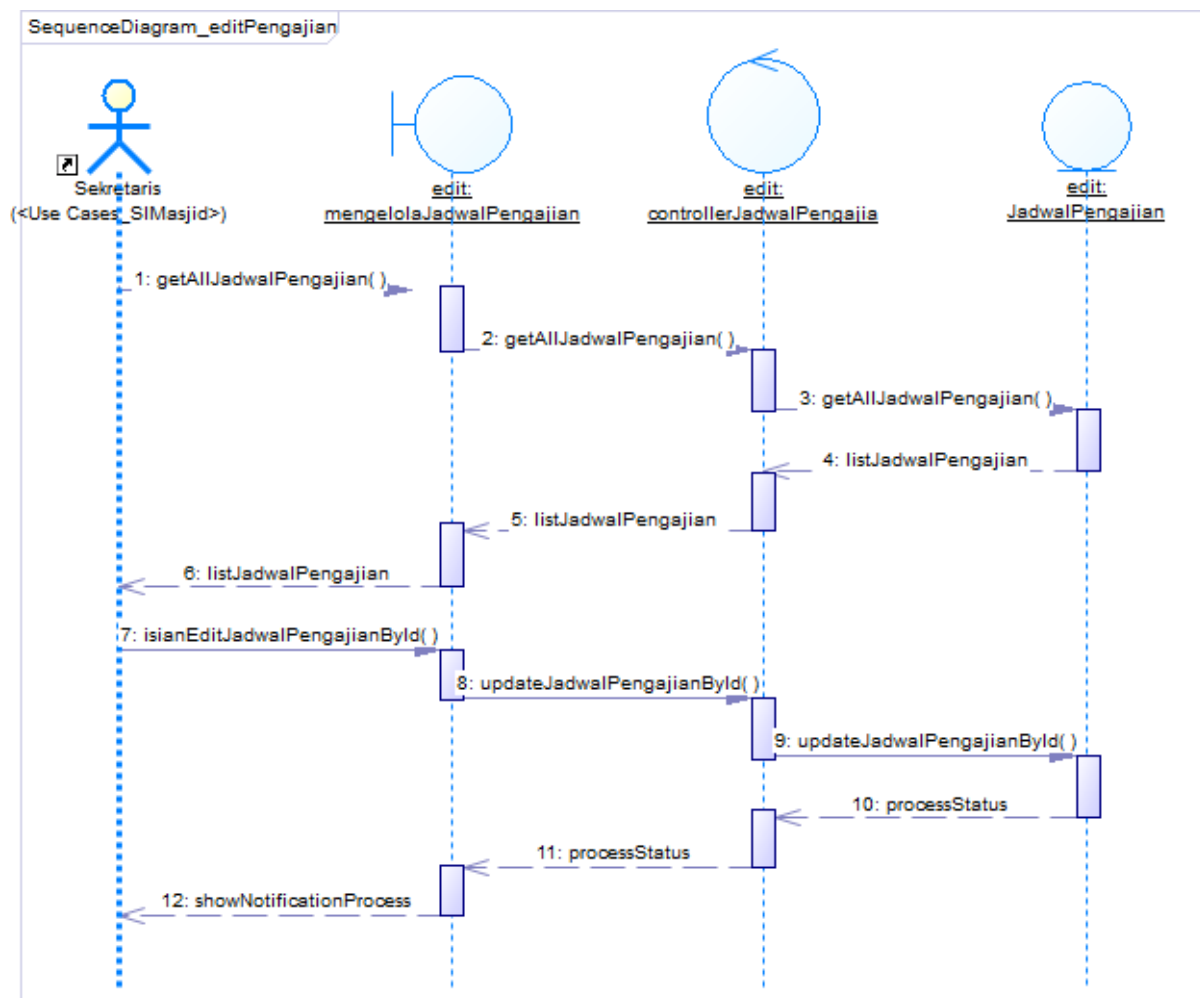 SequenceDiagram_editPengajian
Sekretaris
(<Use Cases_SIMasjid>)
edit:
mengelolaJadwalPengajian
edit:
controllerJadwalPengajia
edit:
JadwalPengajian
1: getAllJadwalPengajian( )
2: getAllJadwalPengajian( )
3: getAllJadwalPengajian( )
4: listJadwalPengajian
5: listJadwalPengajian
6: listJadwalPengajian
7: isianEditJadwalPengajianById( )
8: updateJadwalPengajianById( )
9: updateJadwalPengajianById( )
10: processStatus
11: processStatus
12: showNotificationProcess